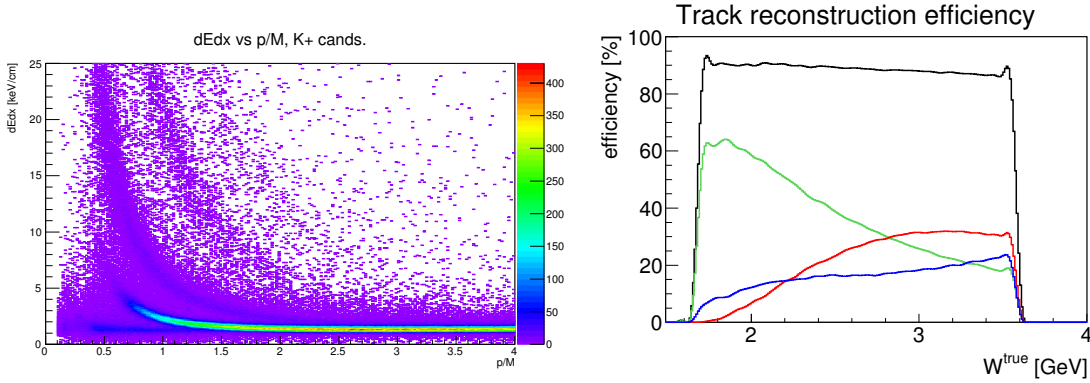 dEdx vs p/M, K+ cands.
dEdx [keV/cm]
25
20
15
10
5
0
0 0.5 1 1.5 2 2.5 3 3.5 4
p/M
400
350
300
250
200
150
100
50
0
Track reconstruction efficiency
efficiency [%]
100
80
60
40
20
0
2 3 4
W^true [GeV]